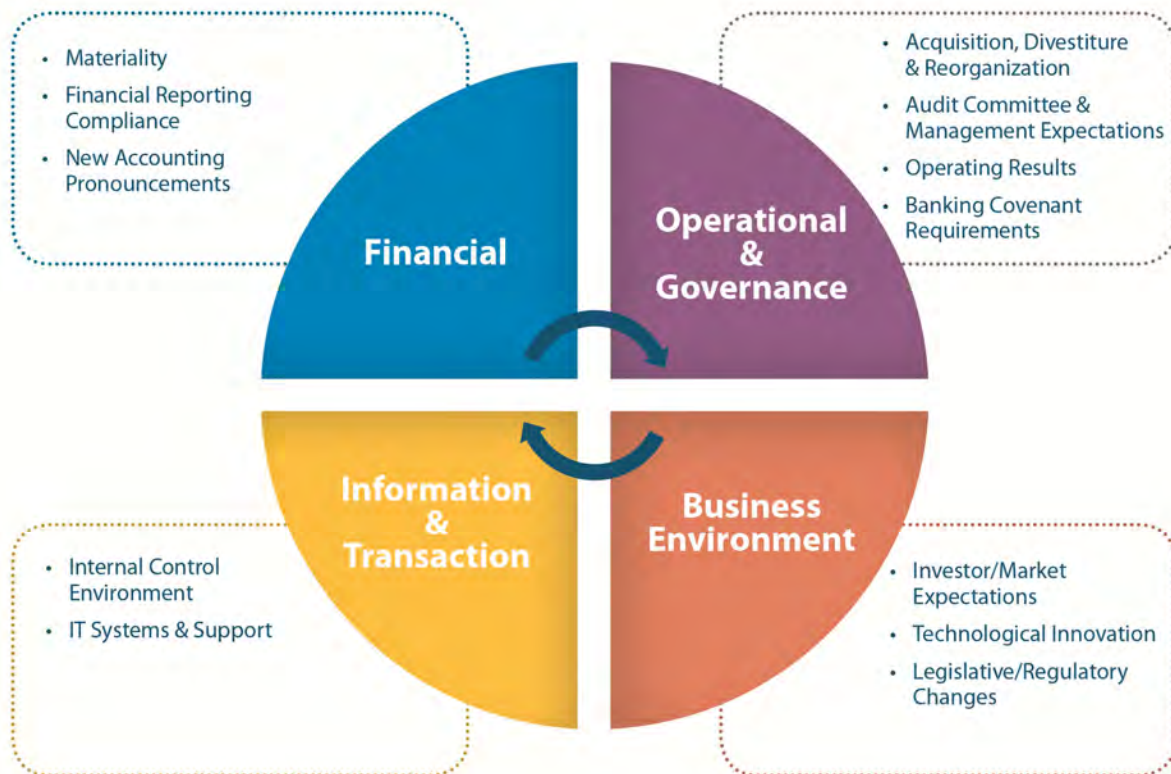 • Materiality
• Financial Reporting
Compliance
• New Accounting
Pronouncements
Financial
• Acquisition, Divestiture
& Reorganization
• Audit Committee &
Management Expectations
• Operating Results
• Banking Covenant
Requirements
Operational
&
Governance
Information
&
Transaction
• Internal Control
Environment
• IT Systems & Support
Business
Environment
• Investor/Market
Expectations
• Technological Innovation
• Legislative/Regulatory
Changes